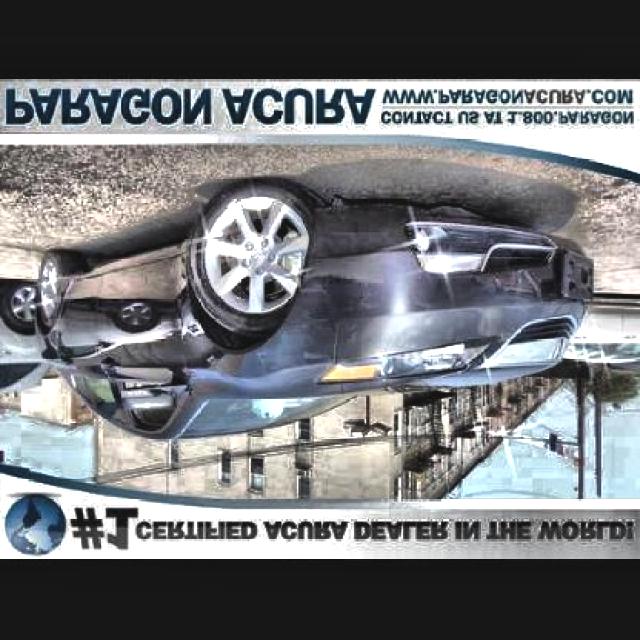 #1 CERTIFIED ACURA DEALER IN THE WORLD!
PARAGON ACURA
WWW.PARAGONACURA.COM
CONTACT US AT 1.800.PARAGON